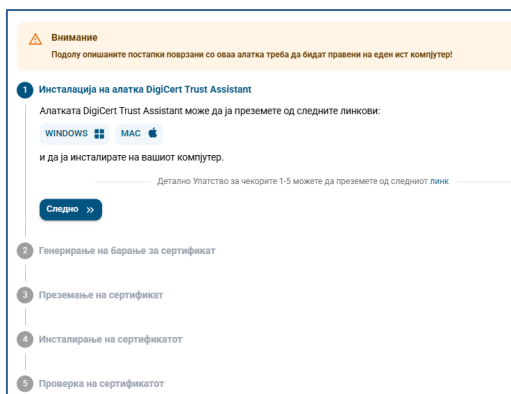 Внимание
Подолу опишаните постапки поврзани со оваа алатка треба да бидат правени на еден ист компјутер!
1 Инсталација на алатка DigiCert Trust Assistant
Алатката DigiCert Trust Assistant може да ја преземете од следните линкови:
WINDOWS MAC
и да ја инсталирате на вашиот компјутер.
Детално Упатство за чекорите 1-5 можете да преземете од следниот линк
Следно »
2 Генерирање на барање за сертификат
3 Преземање на сертификат
4 Инсталирање на сертификатот
5 Проверка на сертификатот